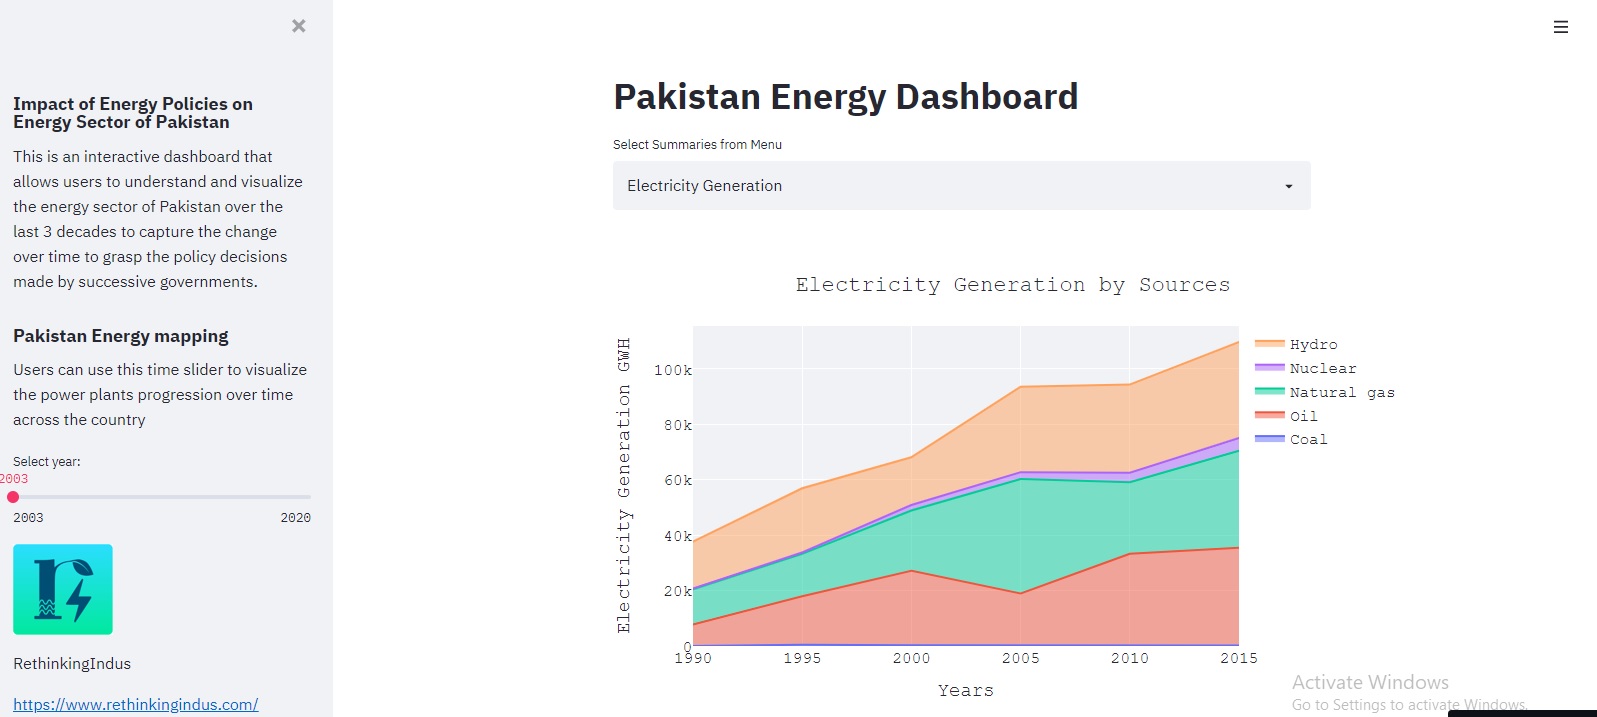 Impact of Energy Policies on
Energy Sector of Pakistan
This is an interactive dashboard that
allows users to understand and visualize
the energy sector of Pakistan over the
last 3 decades to capture the change
over time to grasp the policy decisions
made by successive governments.
Pakistan Energy mapping
Users can use this time slider to visualize
the power plants progression over time
across the country
Select year:
2003
2003 2020
RethinkingIndus
https://www.rethinkingindus.com/
Pakistan Energy Dashboard
Select Summaries from Menu
Electricity Generation
Electricity Generation by Sources
Electricity Generation GWH
100k
80k
60k
40k
20k
0
1990 1995 2000 2005 2010 2015
Years
Hydro
Nuclear
Natural gas
Oil
Coal
Activate Windows
Go to Settings to activate Windows.